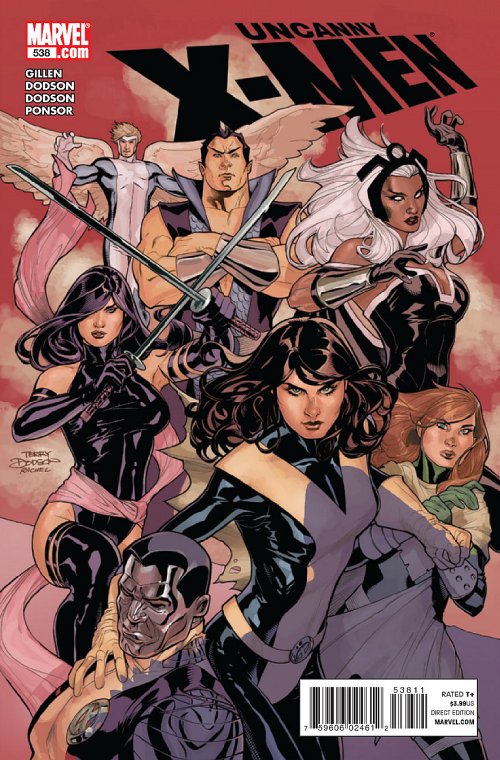 MARVEL
538 .com
GILLEN
DODSON
DODSON
PONSOR
UNCANNY
X-MEN®
TERRY
DODSON
RACHEL
53811
7 59606 02461 2
RATED T+
$3.99US
DIRECT EDITION
MARVEL.COM